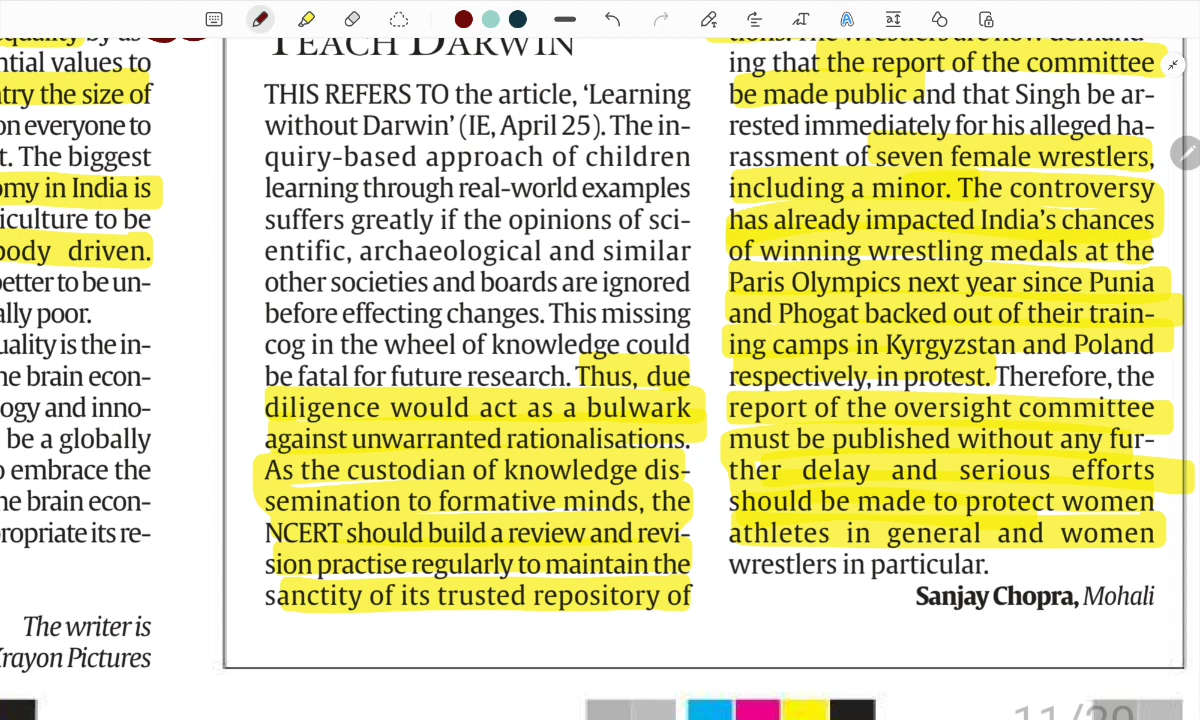 equality by as
ntial values to
try the size of
on everyone to
t. The biggest
omy in India is
iculture to be
body driven.
better to be un-
ally poor.
uality is the in-
he brain econ-
ogy and inno-
be a globally
o embrace the
he brain econ-
propriate its re-
The writer is
Krayon Pictures
TEACH DARWIN
THIS REFERS TO the article, ‘Learning
without Darwin’ (IE, April 25). The in-
quiry-based approach of children
learning through real-world examples
suffers greatly if the opinions of sci-
entific, archaeological and similar
other societies and boards are ignored
before effecting changes. This missing
cog in the wheel of knowledge could
be fatal for future research. Thus, due
diligence would act as a bulwark
against unwarranted rationalisations.
As the custodian of knowledge dis-
semination to formative minds, the
NCERT should build a review and revi-
sion practise regularly to maintain the
sanctity of its trusted repository of
tions. The wrestlers are now demand-
ing that the report of the committee
be made public and that Singh be ar-
rested immediately for his alleged ha-
rassment of seven female wrestlers,
including a minor. The controversy
has already impacted India’s chances
of winning wrestling medals at the
Paris Olympics next year since Punia
and Phogat backed out of their train-
ing camps in Kyrgyzstan and Poland
respectively, in protest. Therefore, the
report of the oversight committee
must be published without any fur-
ther delay and serious efforts
should be made to protect women
athletes in general and women
wrestlers in particular.
Sanjay Chopra, Mohali
11/20